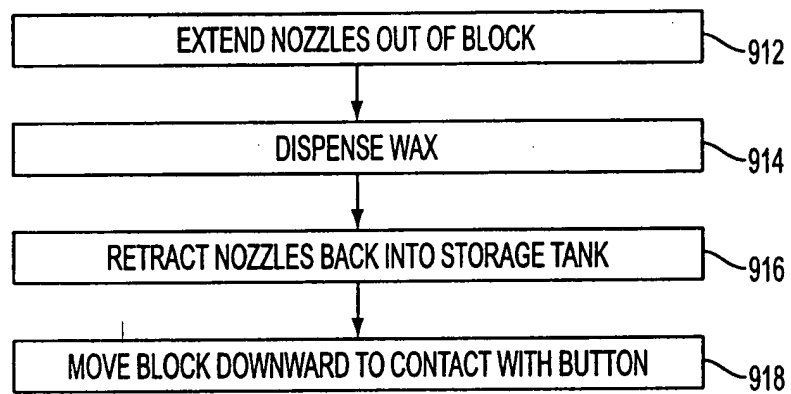 EXTEND NOZZLES OUT OF BLOCK
912
DISPENSE WAX
914
RETRACT NOZZLES BACK INTO STORAGE TANK
916
MOVE BLOCK DOWNWARD TO CONTACT WITH BUTTON
918